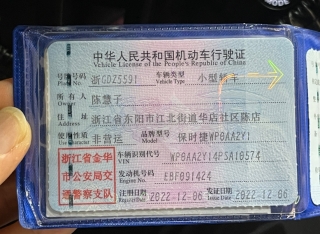 中华人民共和国机动车行驶证
Vehicle License of the People's Republic of China
号牌号码 浙GDZ5591 车辆类型 Vehicle Type 小型轿车
所有人 陈慧子
住址 浙江省东阳市江北街道华店社区陈店
使用性质 非营运 品牌型号 Model 保时捷WP0AA2Y1
浙江省金华市公安局交通警察支队
车辆识别代号 VIN WP0AA2Y14PSA10574
发动机号码 Engine No. EBF091424
注册日期 Register Date 2022-12-06 发证日期 Issue Date 2022-12-06